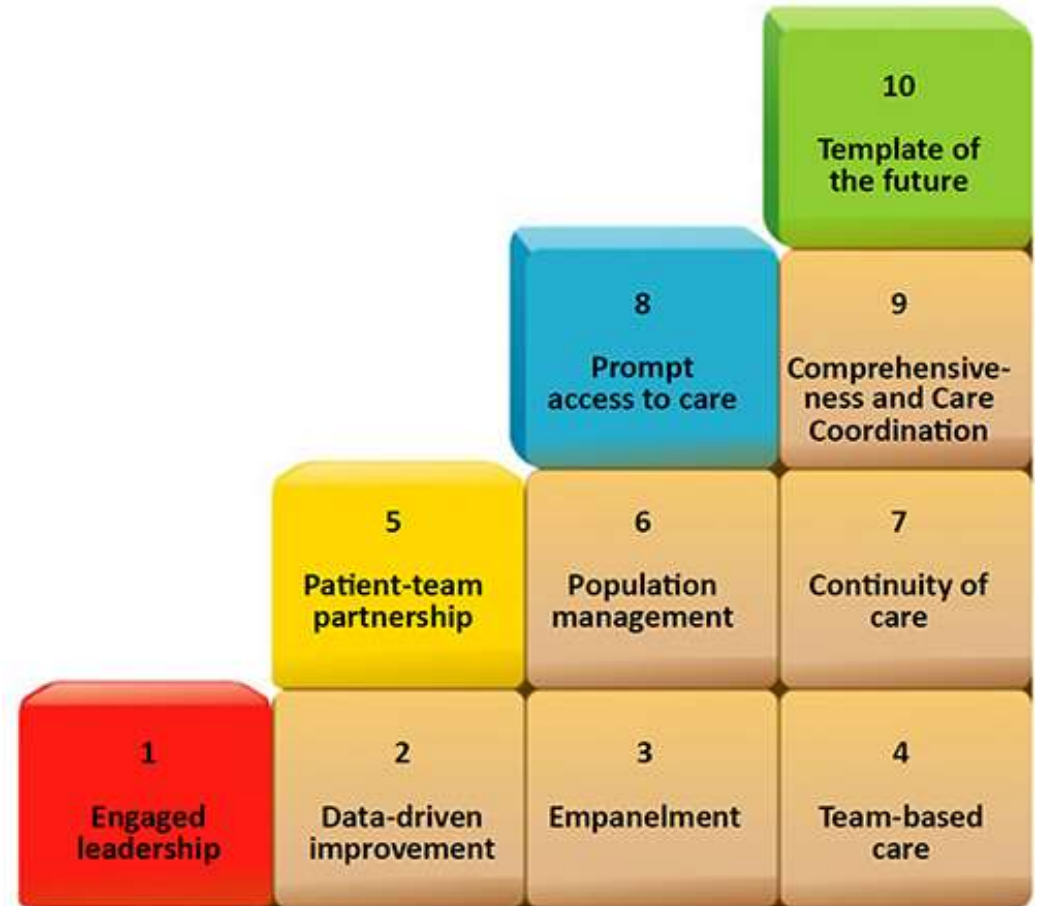 10
Template of
the future
8
Prompt
access to care
9
Comprehensive-
ness and Care
Coordination
5
Patient-team
partnership
6
Population
management
7
Continuity of
care
1
Engaged
leadership
2
Data-driven
improvement
3
Empanelment
4
Team-based
care